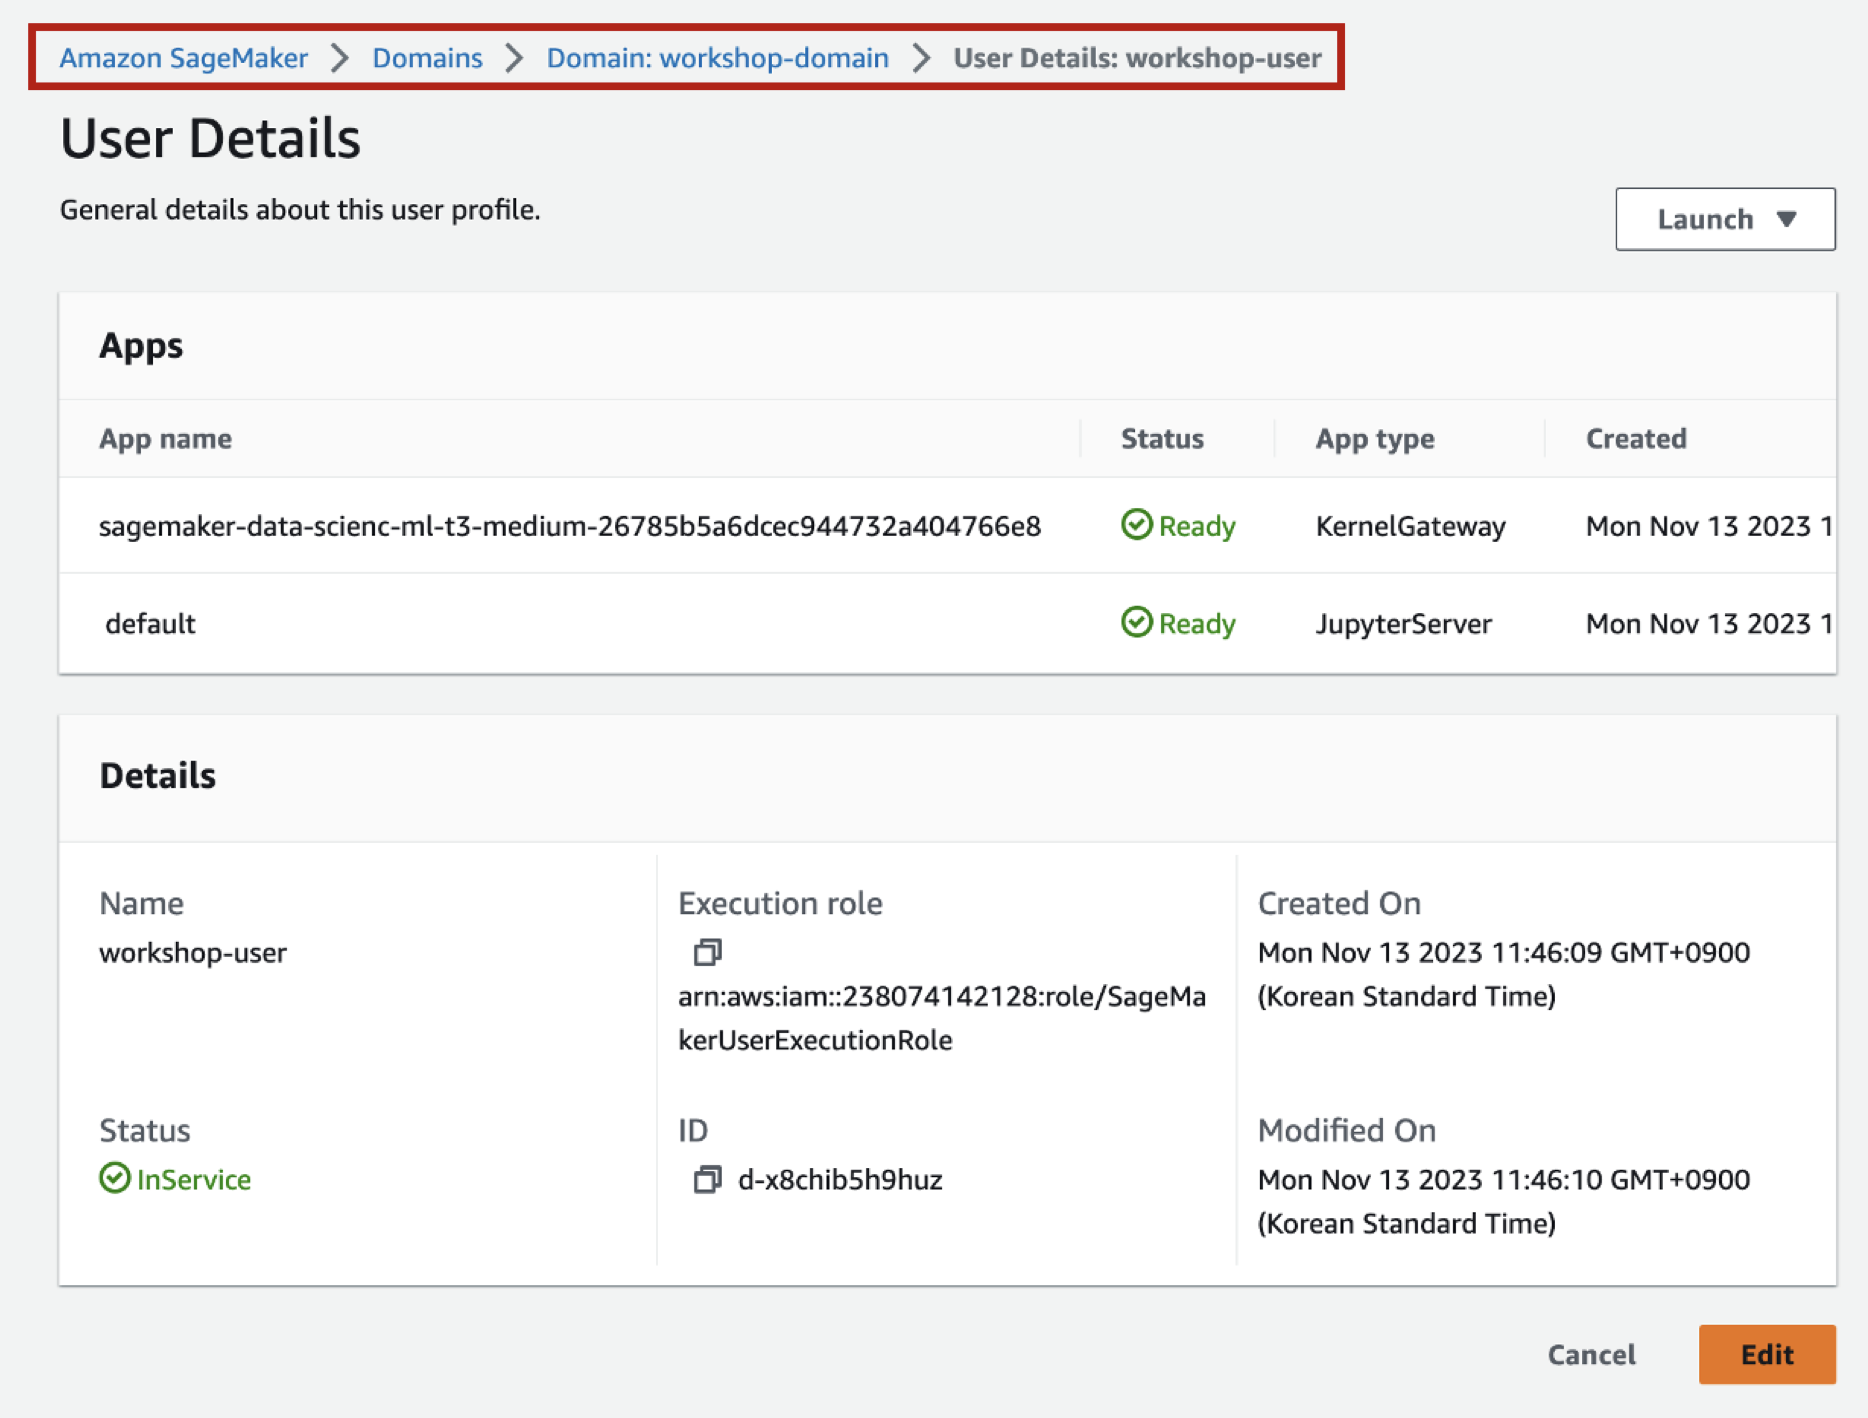 Amazon SageMaker > Domains > Domain: workshop-domain > User Details: workshop-user
User Details
General details about this user profile.
Launch ▼
Apps
App name Status App type Created
sagemaker-data-scienc-ml-t3-medium-26785b5a6dcec944732a404766e8 Ready KernelGateway Mon Nov 13 2023 1
default Ready JupyterServer Mon Nov 13 2023 1
Details
Name
workshop-user
Execution role
arn:aws:iam::238074142128:role/SageMa
kerUserExecutionRole
Created On
Mon Nov 13 2023 11:46:09 GMT+0900
(Korean Standard Time)
Status
InService
ID
d-x8chib5h9huz
Modified On
Mon Nov 13 2023 11:46:10 GMT+0900
(Korean Standard Time)
Cancel Edit